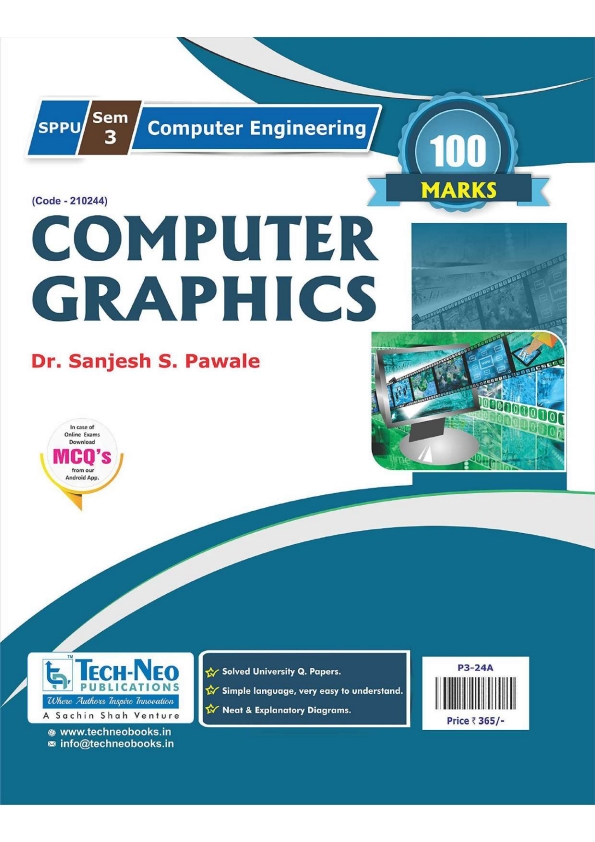 SPPU
Sem
3
Computer Engineering
100
MARKS
(Code - 210244)
COMPUTER
GRAPHICS
Dr. Sanjesh S. Pawale
In case of
Online Exams
Download
MCQ's
from our
Android App.
TECH-NEO
PUBLICATIONS
Where Authors Inspire Innovation
A Sachin Shah Venture
www.techneobooks.in
info@techneobooks.in
Solved University Q. Papers.
Simple language, very easy to understand.
Neat & Explanatory Diagrams.
P3-24A
Price ₹ 365/-